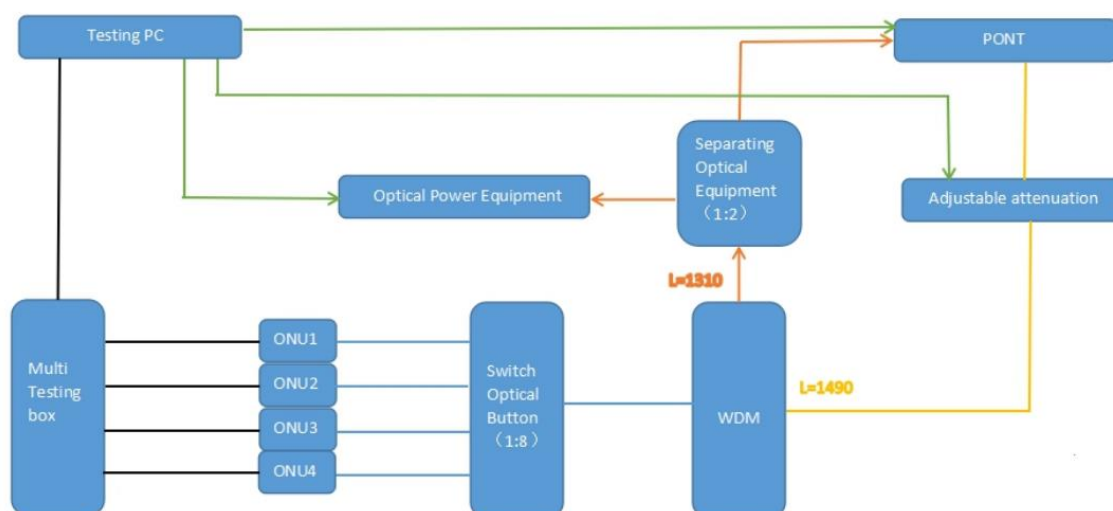 Testing PC
PONT
Separating
Optical
Equipment
（1:2）
Optical Power Equipment
Adjustable attenuation
L=1310
L=1490
Multi
Testing
box
ONU1
ONU2
ONU3
ONU4
Switch
Optical
Button
（1:8）
WDM